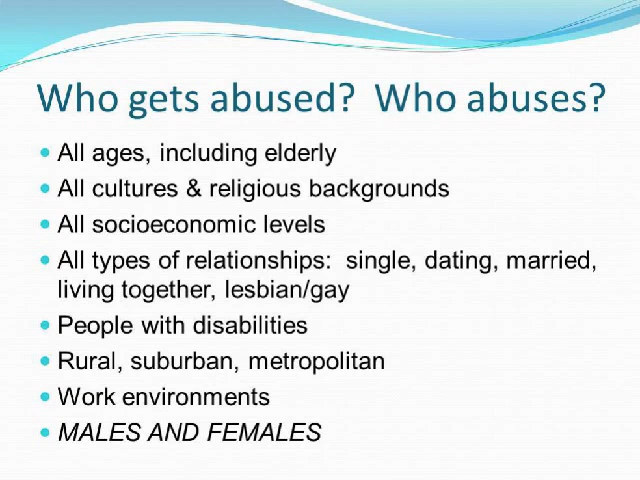 Who gets abused?  Who abuses?
• All ages, including elderly
• All cultures & religious backgrounds
• All socioeconomic levels
• All types of relationships:  single, dating, married,
living together, lesbian/gay
• People with disabilities
• Rural, suburban, metropolitan
• Work environments
• MALES AND FEMALES